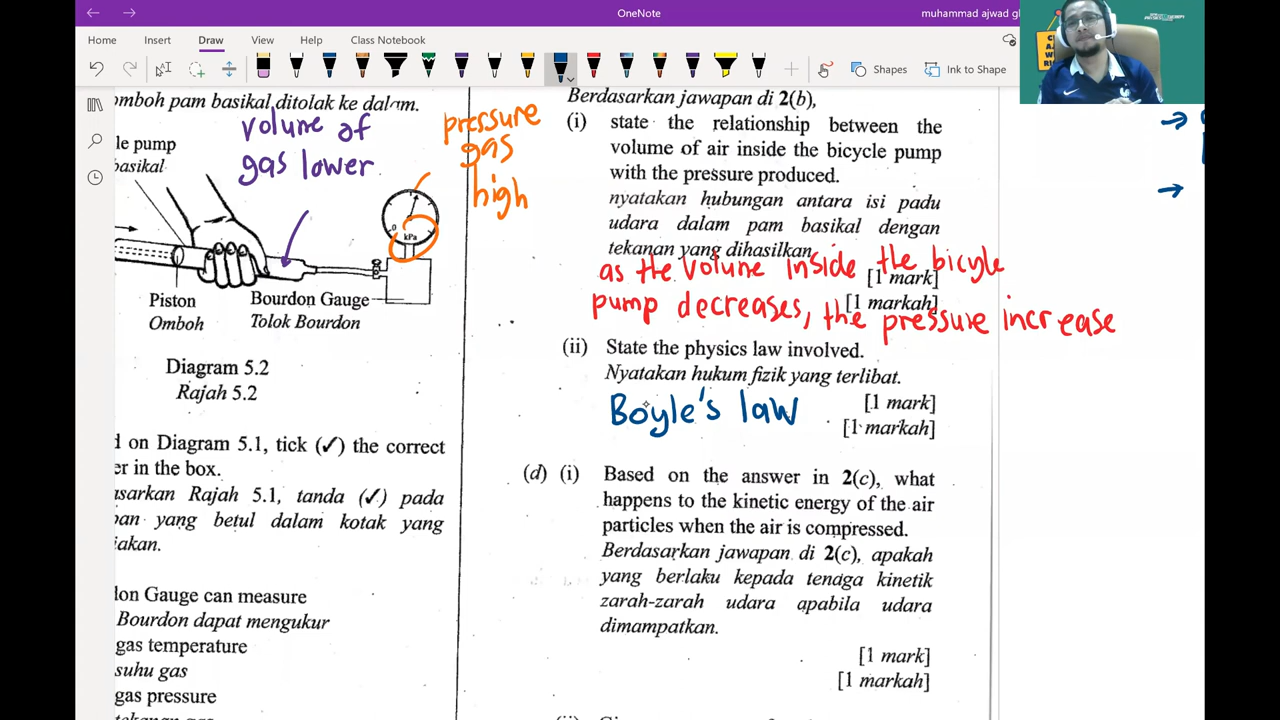 OneNote
muhammad ajwad gh
Home Insert Draw View Help Class Notebook
Shapes Ink to Shape
omboh pam basikal ditolak ke dalam.
volume of
gas lower
pressure
gas
high
le pump
basikal
0
kPa
Piston
Omboh
Bourdon Gauge
Tolok Bourdon
Diagram 5.2
Rajah 5.2
d on Diagram 5.1, tick (✓) the correct
er in the box.
asarkan Rajah 5.1, tanda (✓) pada
pan yang betul dalam kotak yang
iakan.
don Gauge can measure
Bourdon dapat mengukur
gas temperature
suhu gas
gas pressure
tekanan gas
Berdasarkan jawapan di 2(b),
(i) state the relationship between the
volume of air inside the bicycle pump
with the pressure produced.
nyatakan hubungan antara isi padu
udara dalam pam basikal dengan
tekanan yang dihasilkan
as the volume inside the bicyle
[1 mark]
pump decreases, the pressure increase
[1 markah]
(ii) State the physics law involved.
Nyatakan hukum fizik yang terlibat.
Boyle's law
[1 mark]
[1 markah]
(d) (i) Based on the answer in 2(c), what
happens to the kinetic energy of the air
particles when the air is compressed.
Berdasarkan jawapan di 2(c), apakah
yang berlaku kepada tenaga kinetik
zarah-zarah udara apabila udara
dimampatkan.
[1 mark]
[1 markah]